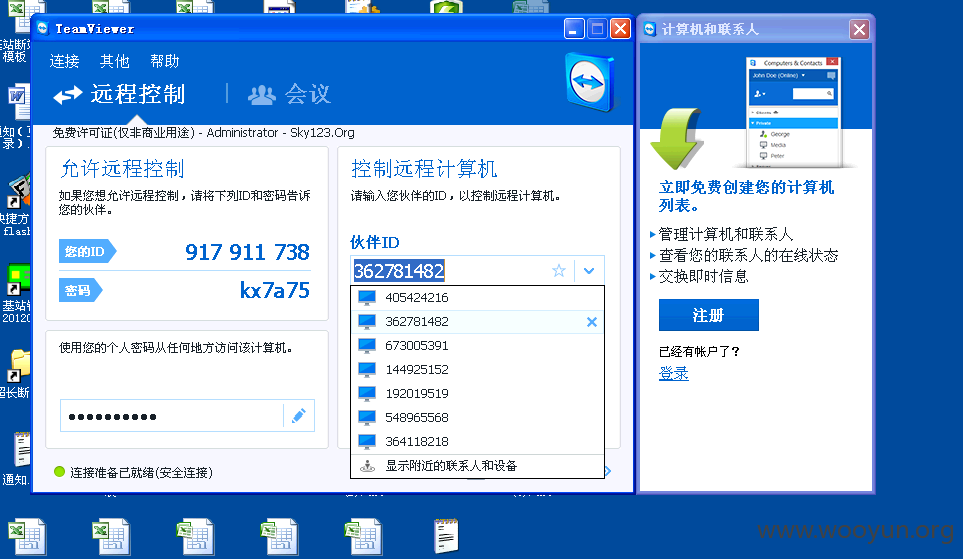 TeamViewer
连接 其他 帮助
远程控制
会议
免费许可证(仅非商业用途) - Administrator - Sky123.Org
允许远程控制
如果您想允许远程控制，请将下列ID和密码告诉
您的伙伴。
您的ID
917 911 738
密码
kx7a75
使用您的个人密码从任何地方访问该计算机。
连接准备已就绪(安全连接)
控制远程计算机
请输入您伙伴的ID，以控制远程计算机。
伙伴ID
362781482
405424216
362781482
673005391
144925152
192019519
548965568
364118218
显示附近的联系人和设备
计算机和联系人
Computers & Contacts
John Doe (Online)
Private
George
Media
Peter
立即免费创建您的计算机
列表。
管理计算机和联系人
查看您的联系人的在线状态
交换即时信息
注册
已经有帐户了？
登录
站断
模板
通知
快捷方
flash
基站
2012
超长断
通知
www.wooyun.org